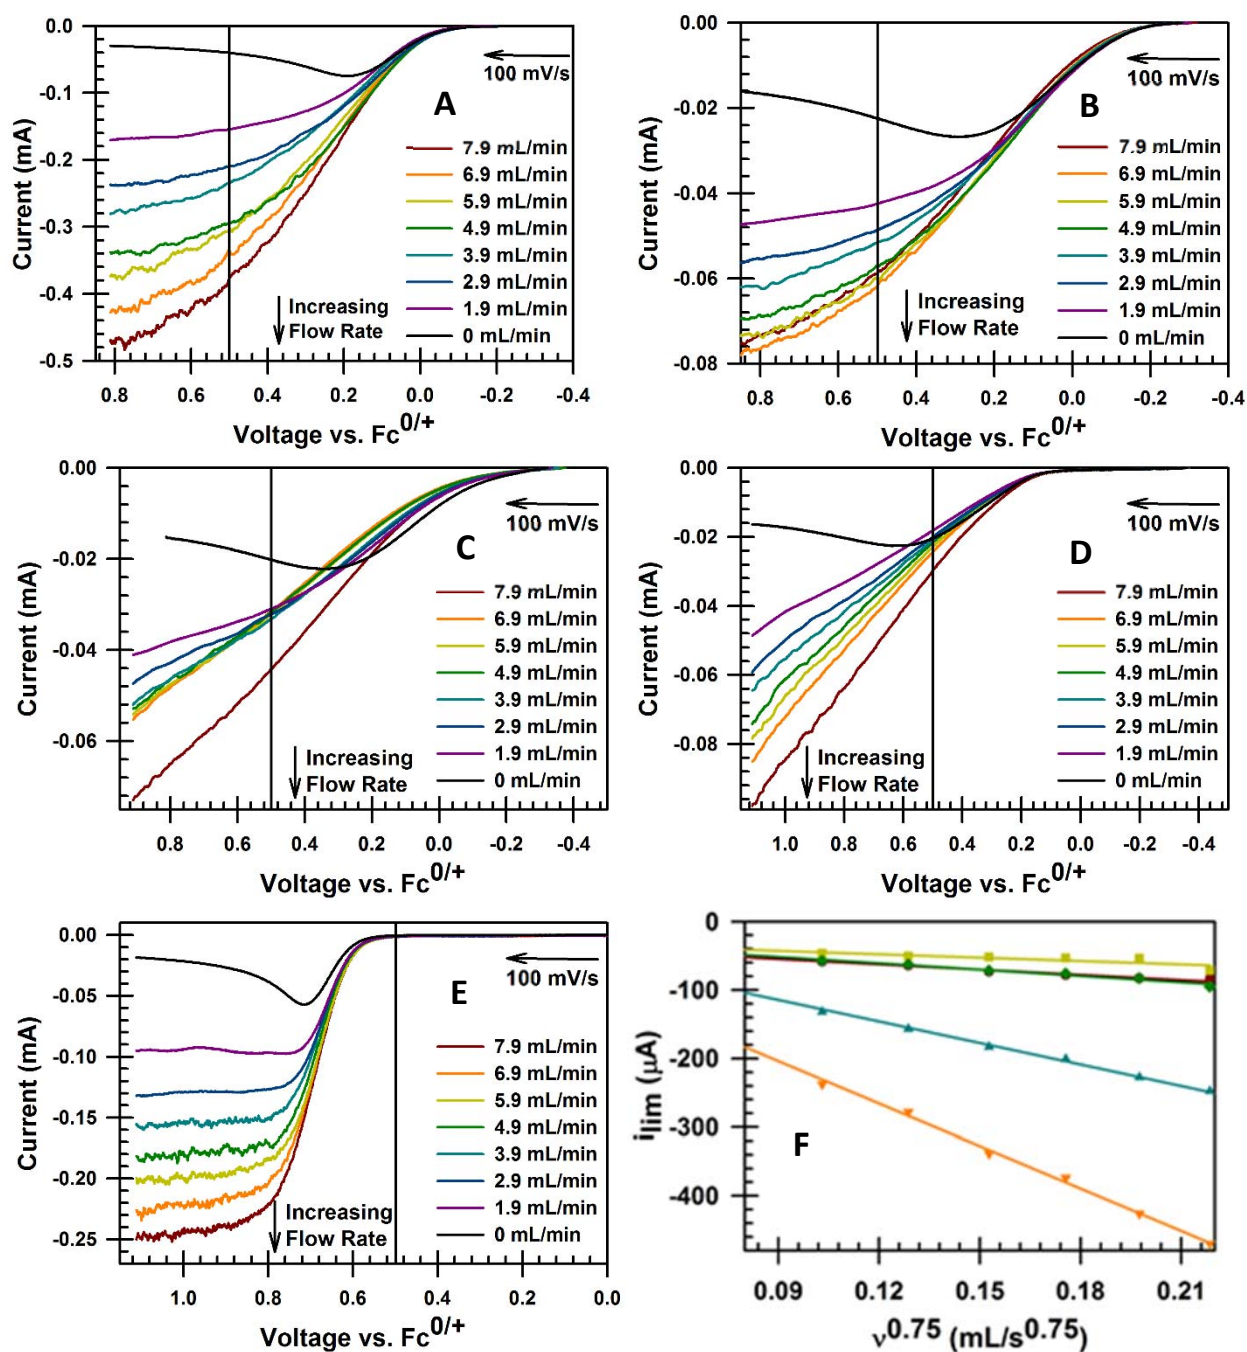 0.0
-0.1
-0.2
-0.3
-0.4
-0.5
Current (mA)
0.8 0.6 0.4 0.2 0.0 -0.2 -0.4
Voltage vs. Fc0/+
100 mV/s
A
7.9 mL/min
6.9 mL/min
5.9 mL/min
4.9 mL/min
3.9 mL/min
2.9 mL/min
1.9 mL/min
0 mL/min
Increasing
Flow Rate
0.00
-0.02
-0.04
-0.06
-0.08
Current (mA)
0.8 0.6 0.4 0.2 0.0 -0.2 -0.4
Voltage vs. Fc0/+
100 mV/s
B
7.9 mL/min
6.9 mL/min
5.9 mL/min
4.9 mL/min
3.9 mL/min
2.9 mL/min
1.9 mL/min
0 mL/min
Increasing
Flow Rate
0.00
-0.02
-0.04
-0.06
Current (mA)
0.8 0.6 0.4 0.2 0.0 -0.2 -0.4
Voltage vs. Fc0/+
100 mV/s
C
7.9 mL/min
6.9 mL/min
5.9 mL/min
4.9 mL/min
3.9 mL/min
2.9 mL/min
1.9 mL/min
0 mL/min
Increasing
Flow Rate
0.00
-0.02
-0.04
-0.06
-0.08
Current (mA)
1.0 0.8 0.6 0.4 0.2 0.0 -0.2 -0.4
Voltage vs. Fc0/+
100 mV/s
D
7.9 mL/min
6.9 mL/min
5.9 mL/min
4.9 mL/min
3.9 mL/min
2.9 mL/min
1.9 mL/min
0 mL/min
Increasing
Flow Rate
0.00
-0.05
-0.10
-0.15
-0.20
-0.25
Current (mA)
1.0 0.8 0.6 0.4 0.2 0.0
Voltage vs. Fc0/+
100 mV/s
E
7.9 mL/min
6.9 mL/min
5.9 mL/min
4.9 mL/min
3.9 mL/min
2.9 mL/min
1.9 mL/min
0 mL/min
Increasing
Flow Rate
0
-100
-200
-300
-400
ilim (μA)
F
0.09 0.12 0.15 0.18 0.21
ν0.75 (mL/s0.75)